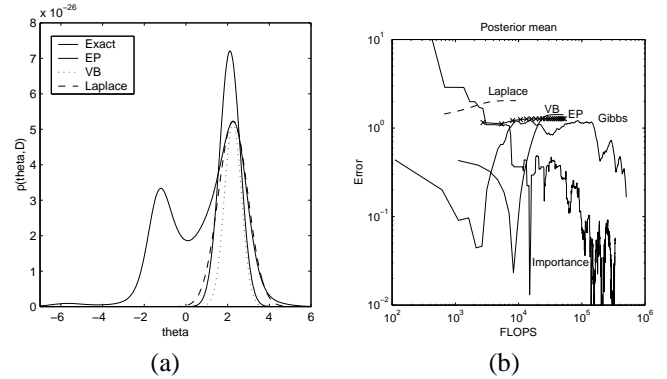 x 10^-26
8
7
6
5
4
3
2
1
0
p(theta,D)
Exact
EP
VB
Laplace
−6 −4 −2 0 2 4 6
theta
(a)
Posterior mean
10^1
10^0
10^-1
10^-2
Error
Laplace
VB
EP
Gibbs
Importance
10^2 10^3 10^4 10^5 10^6
FLOPS
(b)